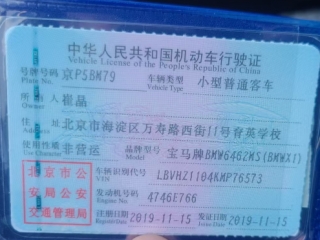 中华人民共和国机动车行驶证
Vehicle License of the People's Republic of China
号牌号码 京P5BM79 车辆类型 小型普通客车
Plate No. Vehicle Type
所有人 崔晶
Owner
住址 北京市海淀区万寿路西街11号育英学校
Address
使用性质 非营运 品牌型号 宝马牌BMW6462MS(BMWX1)
Use Character Model
北京市公安局公安交通管理局
车辆识别代号 LBVHZ1104KMP76573
VIN
发动机号码 4746E766
Engine No.
注册日期 2019-11-15 发证日期 2019-11-15
Register Date Issue Date